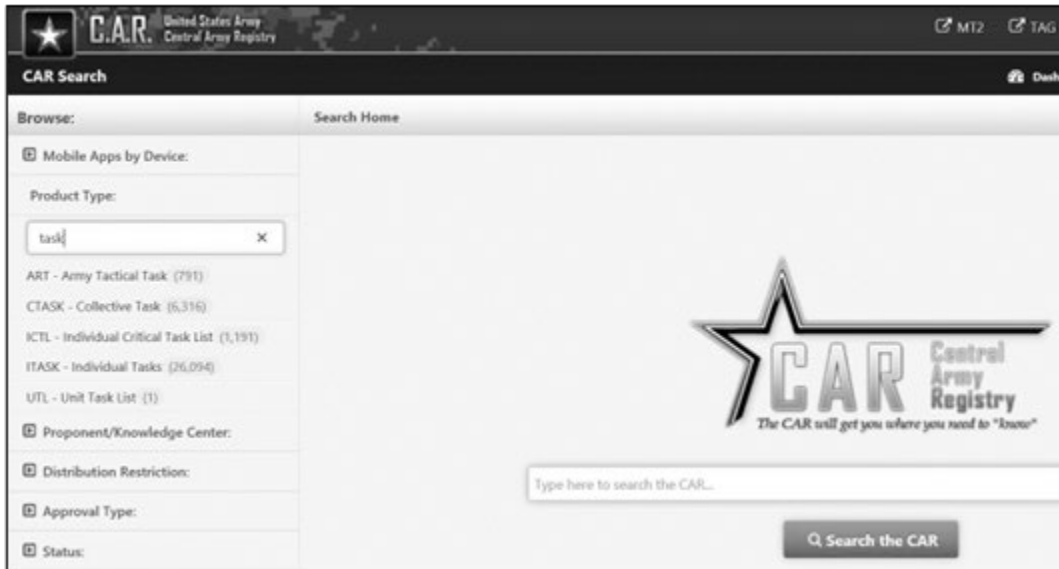 C.A.R. United States Army
Central Army Registry
MT2 TAG
CAR Search
Dash
Browse:
Search Home
Mobile Apps by Device:
Product Type:
task
ART - Army Tactical Task (791)
CTASK - Collective Task (6,316)
ICTL - Individual Critical Task List (1,191)
ITASK - Individual Tasks (26,094)
UTL - Unit Task List (1)
Proponent/Knowledge Center:
Distribution Restriction:
Approval Type:
Status:
CAR Central
Army
Registry
The CAR will get you where you need to "know"
Type here to search the CAR...
Search the CAR